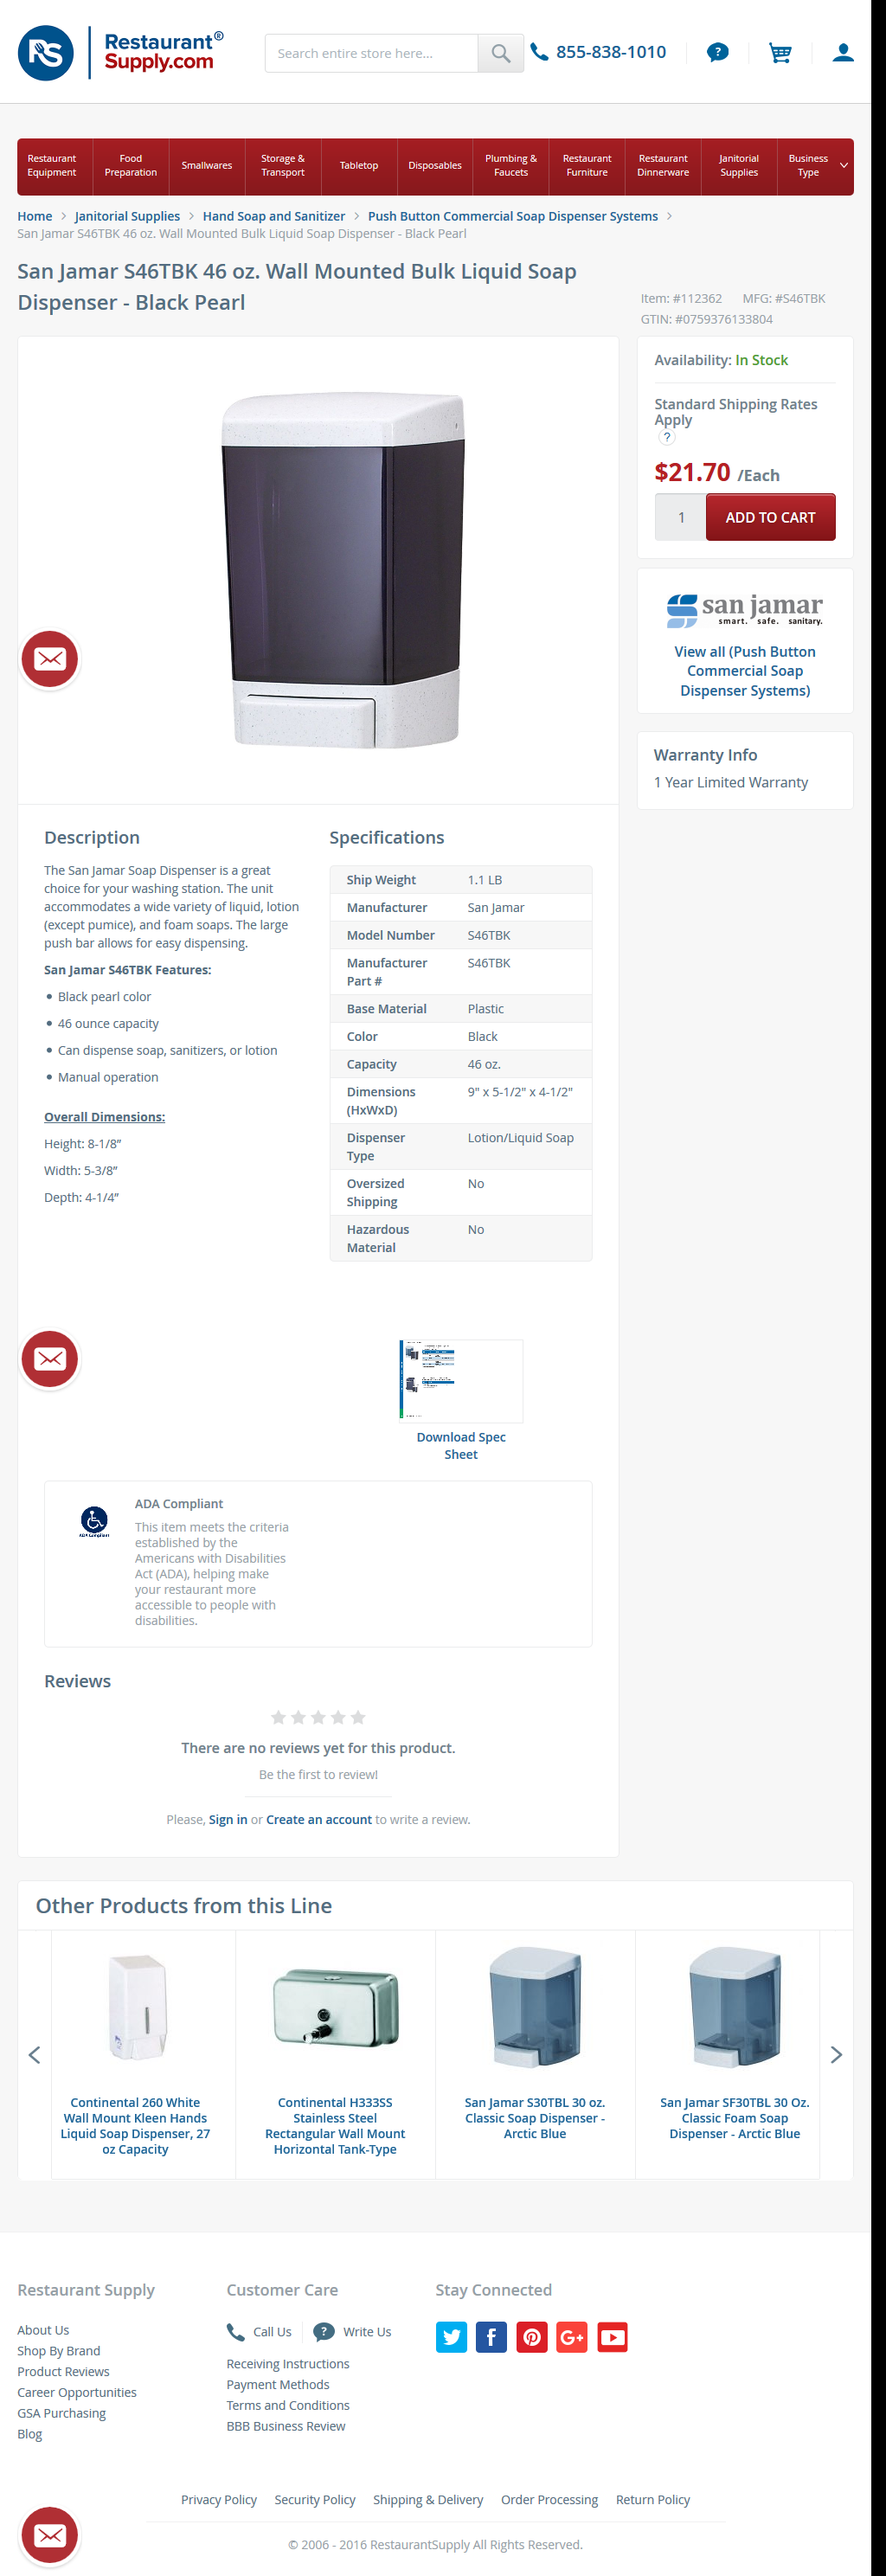 RS
Restaurant®
Supply.com
Search entire store here...
855-838-1010
?
Restaurant
Equipment
Food
Preparation
Smallwares
Storage &
Transport
Tabletop
Disposables
Plumbing &
Faucets
Restaurant
Furniture
Restaurant
Dinnerware
Janitorial
Supplies
Business
Type
Home > Janitorial Supplies > Hand Soap and Sanitizer > Push Button Commercial Soap Dispenser Systems >
San Jamar S46TBK 46 oz. Wall Mounted Bulk Liquid Soap Dispenser - Black Pearl
San Jamar S46TBK 46 oz. Wall Mounted Bulk Liquid Soap
Dispenser - Black Pearl
Item: #112362 MFG: #S46TBK
GTIN: #0759376133804
Availability: In Stock
Standard Shipping Rates
Apply
?
$21.70 /Each
1 ADD TO CART
san jamar
smart. safe. sanitary.
View all (Push Button
Commercial Soap
Dispenser Systems)
Warranty Info
1 Year Limited Warranty
Description
The San Jamar Soap Dispenser is a great
choice for your washing station. The unit
accommodates a wide variety of liquid, lotion
(except pumice), and foam soaps. The large
push bar allows for easy dispensing.
San Jamar S46TBK Features:
• Black pearl color
• 46 ounce capacity
• Can dispense soap, sanitizers, or lotion
• Manual operation
Overall Dimensions:
Height: 8-1/8”
Width: 5-3/8”
Depth: 4-1/4”
Specifications
Ship Weight 1.1 LB
Manufacturer San Jamar
Model Number S46TBK
Manufacturer S46TBK
Part #
Base Material Plastic
Color Black
Capacity 46 oz.
Dimensions 9" x 5-1/2" x 4-1/2"
(HxWxD)
Dispenser Lotion/Liquid Soap
Type
Oversized No
Shipping
Hazardous No
Material
Download Spec
Sheet
ADA Compliant
ADA Compliant
This item meets the criteria
established by the
Americans with Disabilities
Act (ADA), helping make
your restaurant more
accessible to people with
disabilities.
Reviews
There are no reviews yet for this product.
Be the first to review!
Please, Sign in or Create an account to write a review.
Other Products from this Line
Continental 260 White
Wall Mount Kleen Hands
Liquid Soap Dispenser, 27
oz Capacity
Continental H333SS
Stainless Steel
Rectangular Wall Mount
Horizontal Tank-Type
San Jamar S30TBL 30 oz.
Classic Soap Dispenser -
Arctic Blue
San Jamar SF30TBL 30 Oz.
Classic Foam Soap
Dispenser - Arctic Blue
Restaurant Supply
About Us
Shop By Brand
Product Reviews
Career Opportunities
GSA Purchasing
Blog
Customer Care
Call Us ? Write Us
Receiving Instructions
Payment Methods
Terms and Conditions
BBB Business Review
Stay Connected
f
G+
Privacy Policy Security Policy Shipping & Delivery Order Processing Return Policy
© 2006 - 2016 RestaurantSupply All Rights Reserved.